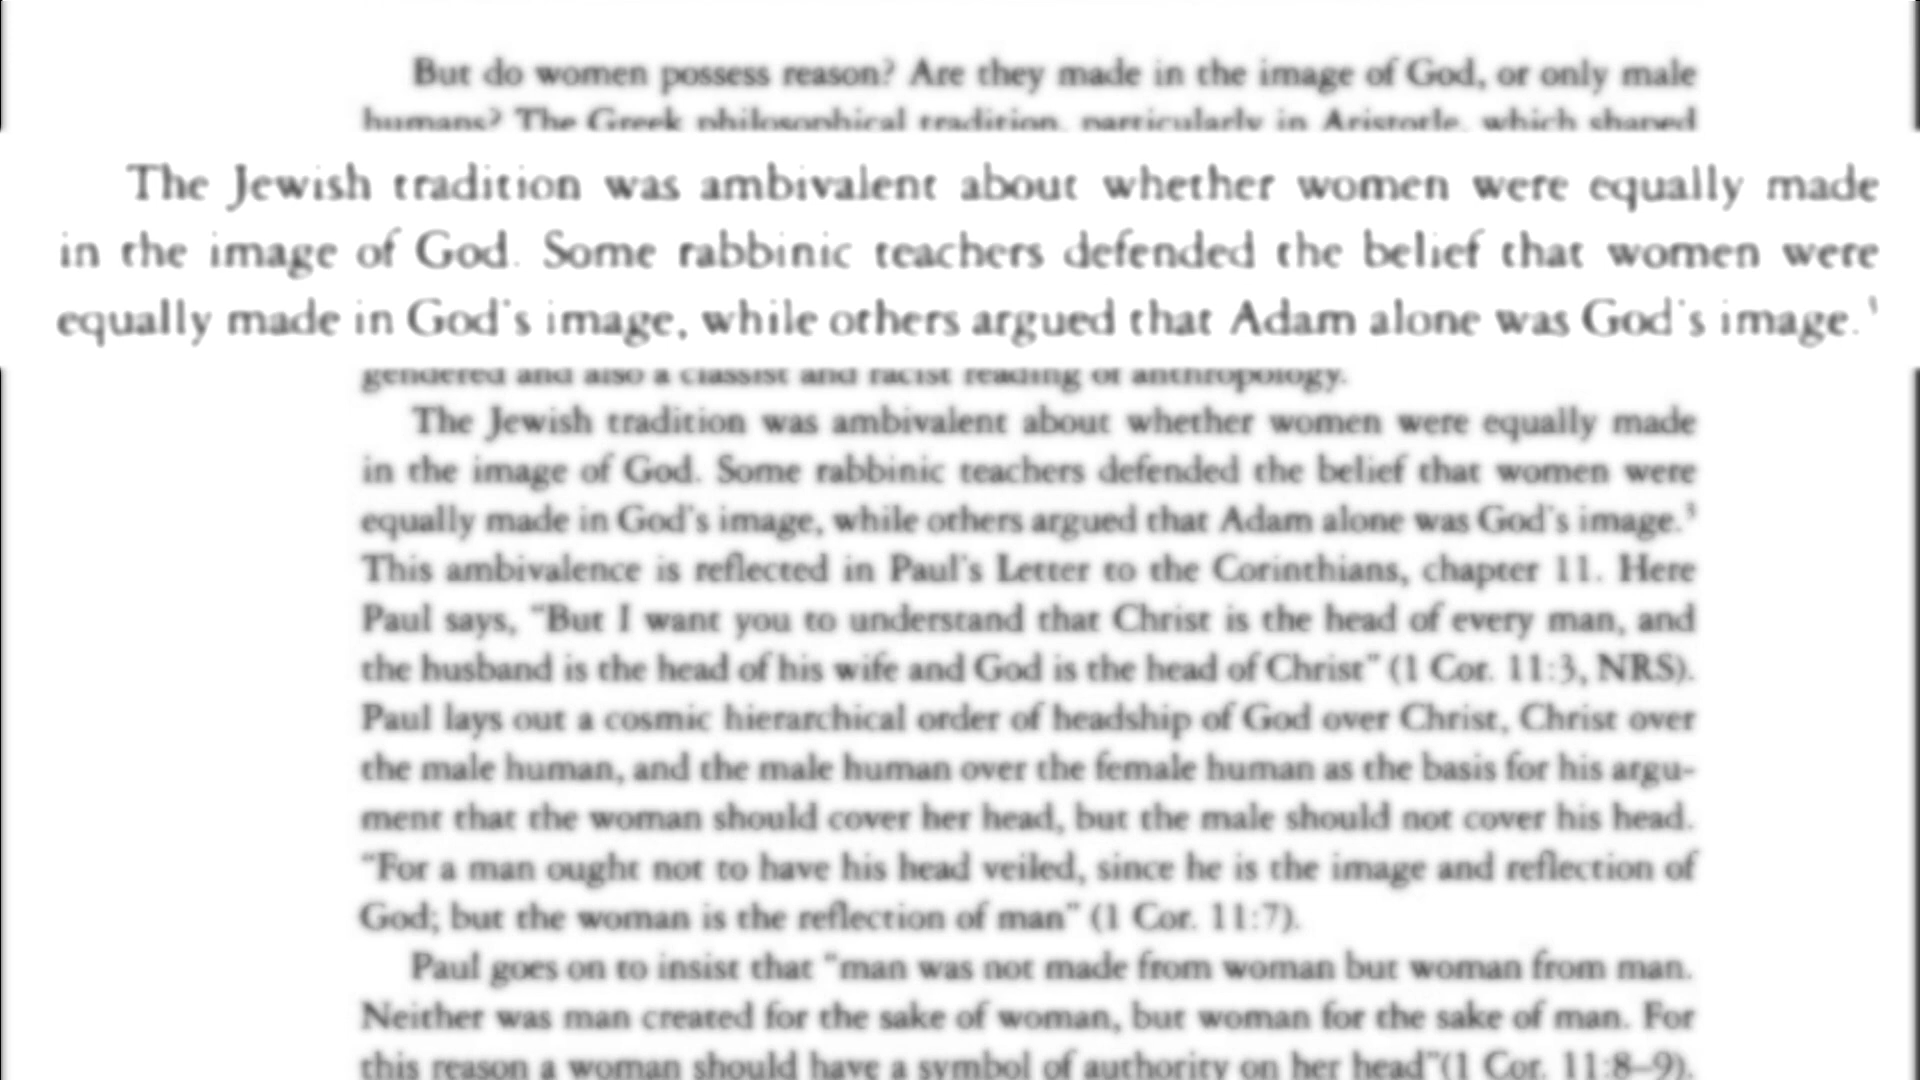 But do women possess reason? Are they made in the image of God, or only male
humans? The Greek philosophical tradition, particularly in Aristotle, which shaped
The Jewish tradition was ambivalent about whether women were equally made
in the image of God. Some rabbinic teachers defended the belief that women were
equally made in God's image, while others argued that Adam alone was God's image.³
gendered and also a classist and racist reading of anthropology.
The Jewish tradition was ambivalent about whether women were equally made
in the image of God. Some rabbinic teachers defended the belief that women were
equally made in God's image, while others argued that Adam alone was God's image.³
This ambivalence is reflected in Paul's Letter to the Corinthians, chapter 11. Here
Paul says, “But I want you to understand that Christ is the head of every man, and
the husband is the head of his wife and God is the head of Christ” (1 Cor. 11:3, NRS).
Paul lays out a cosmic hierarchical order of headship of God over Christ, Christ over
the male human, and the male human over the female human as the basis for his argu-
ment that the woman should cover her head, but the male should not cover his head.
“For a man ought not to have his head veiled, since he is the image and reflection of
God; but the woman is the reflection of man” (1 Cor. 11:7).
Paul goes on to insist that “man was not made from woman but woman from man.
Neither was man created for the sake of woman, but woman for the sake of man. For
this reason a woman should have a symbol of authority on her head”(1 Cor. 11:8–9).